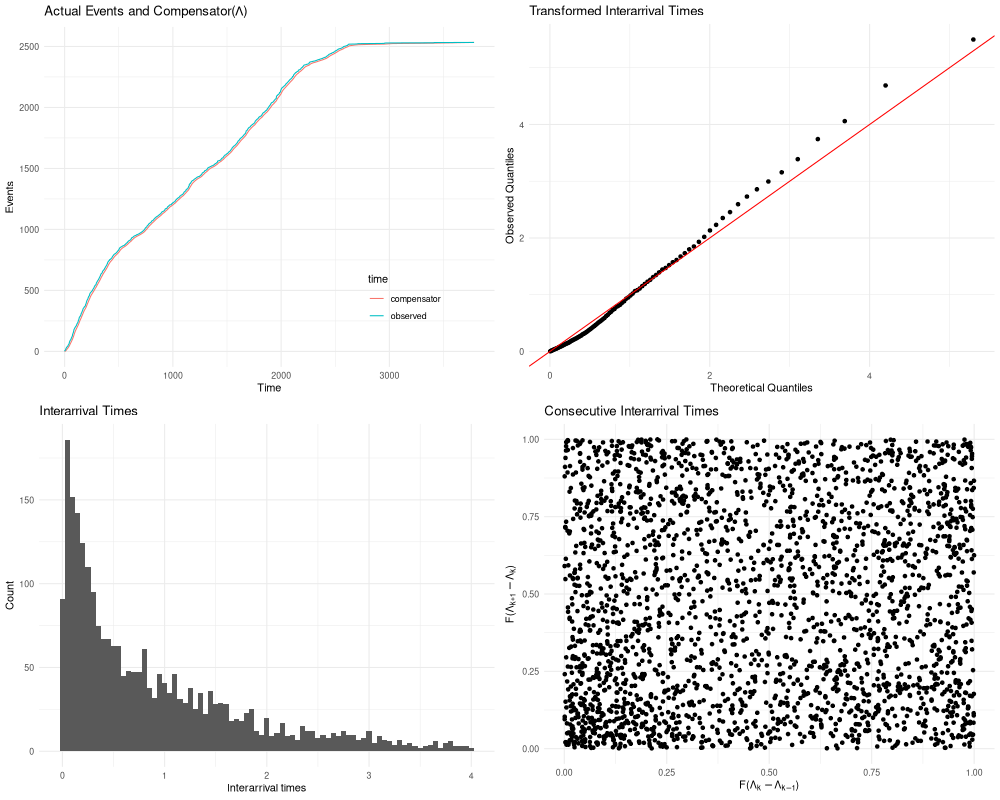 Actual Events and Compensator(Λ)
Events
2500
2000
1500
1000
500
0
0 1000 2000 3000
Time
time
compensator
observed
Transformed Interarrival Times
Observed Quantiles
4
2
0
0 2 4
Theoretical Quantiles
Interarrival Times
Count
150
100
50
0
0 1 2 3 4
Interarrival times
Consecutive Interarrival Times
F(Λk+1 − Λk)
1.00
0.75
0.50
0.25
0.00
0.00 0.25 0.50 0.75 1.00
F(Λk − Λk−1)